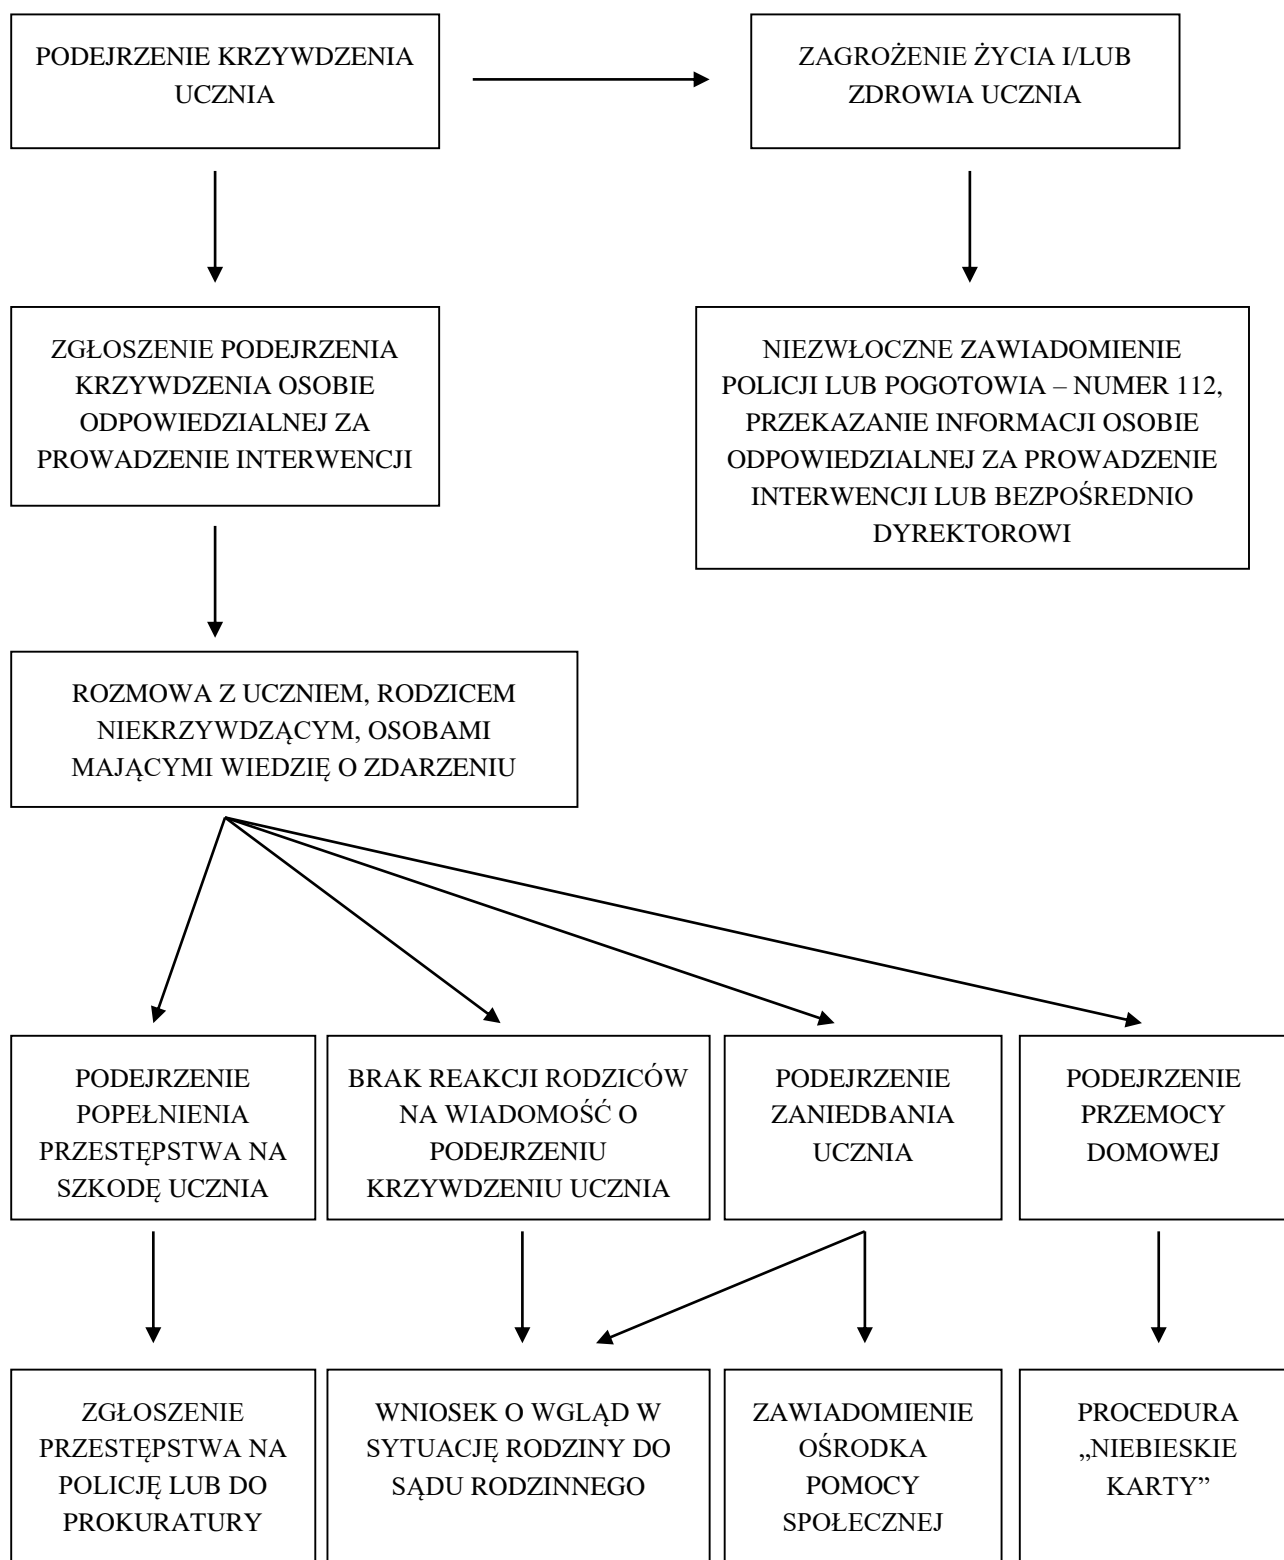 PODEJRZENIE KRZYWDZENIA
UCZNIA
ZAGROŻENIE ŻYCIA I/LUB
ZDROWIA UCZNIA
ZGŁOSZENIE PODEJRZENIA
KRZYWDZENIA OSOBIE
ODPOWIEDZIALNEJ ZA
PROWADZENIE INTERWENCJI
NIEZWŁOCZNE ZAWIADOMIENIE
POLICJI LUB POGOTOWIA – NUMER 112,
PRZEKAZANIE INFORMACJI OSOBIE
ODPOWIEDZIALNEJ ZA PROWADZENIE
INTERWENCJI LUB BEZPOŚREDNIO
DYREKTOROWI
ROZMOWA Z UCZNIEM, RODZICEM
NIEKRZYWDZĄCYM, OSOBAMI
MAJĄCYMI WIEDZIĘ O ZDARZENIU
PODEJRZENIE
POPEŁNIENIA
PRZESTĘPSTWA NA
SZKODĘ UCZNIA
BRAK REAKCJI RODZICÓW
NA WIADOMOŚĆ O
PODEJRZENIU
KRZYWDZENIU UCZNIA
PODEJRZENIE
ZANIEDBANIA
UCZNIA
PODEJRZENIE
PRZEMOCY
DOMOWEJ
ZGŁOSZENIE
PRZESTĘPSTWA NA
POLICJĘ LUB DO
PROKURATURY
WNIOSEK O WGLĄD W
SYTUACJĘ RODZINY DO
SĄDU RODZINNEGO
ZAWIADOMIENIE
OŚRODKA
POMOCY
SPOŁECZNEJ
PROCEDURA
„NIEBIESKIE
KARTY”